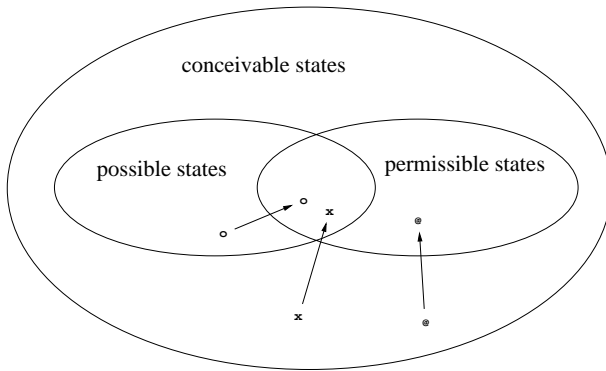 conceivable states
possible states
permissible states
o
x
@
o
x
@